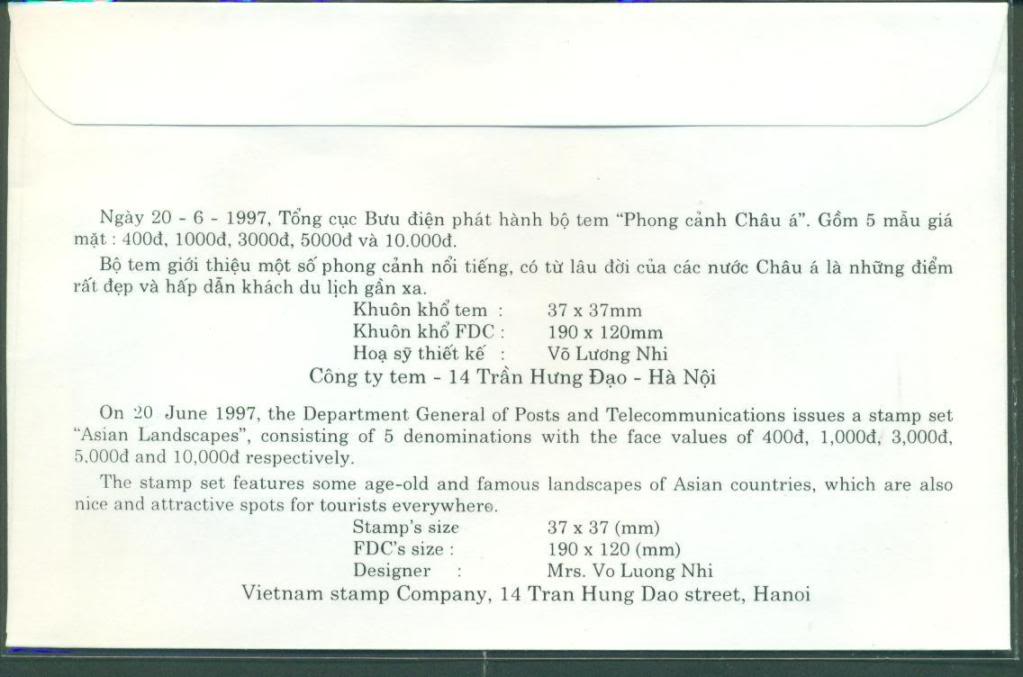 Ngày 20 - 6 - 1997, Tổng cục Bưu điện phát hành bộ tem “Phong cảnh Châu á”. Gồm 5 mẫu giá
mặt : 400đ, 1000đ, 3000đ, 5000đ và 10.000đ.
Bộ tem giới thiệu một số phong cảnh nổi tiếng, có từ lâu đời của các nước Châu á là những điểm
rất đẹp và hấp dẫn khách du lịch gần xa.
Khuôn khổ tem : 37 x 37mm
Khuôn khổ FDC : 190 x 120mm
Hoạ sỹ thiết kế : Võ Lương Nhi
Công ty tem - 14 Trần Hưng Đạo - Hà Nội
On 20 June 1997, the Department General of Posts and Telecommunications issues a stamp set
“Asian Landscapes”, consisting of 5 denominations with the face values of 400đ, 1,000đ, 3,000đ,
5,000đ and 10,000đ respectively.
The stamp set features some age-old and famous landscapes of Asian countries, which are also
nice and attractive spots for tourists everywhere.
Stamp's size 37 x 37 (mm)
FDC's size : 190 x 120 (mm)
Designer : Mrs. Vo Luong Nhi
Vietnam stamp Company, 14 Tran Hung Dao street, Hanoi